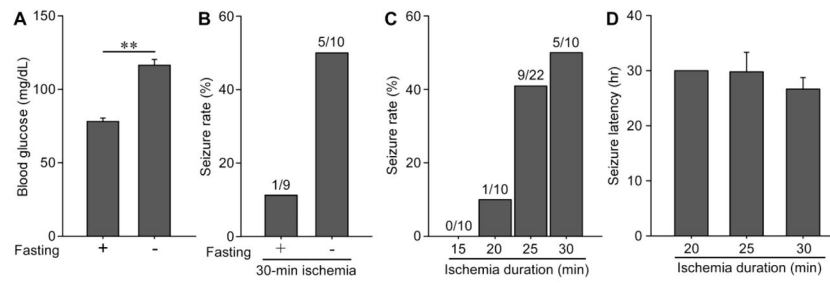 A
Blood glucose (mg/dL)
150
100
50
0
**
Fasting
+
-
B
Seizure rate (%)
60
40
20
0
1/9
5/10
Fasting
+
-
30-min ischemia
C
Seizure rate (%)
60
40
20
0
0/10
1/10
9/22
5/10
15
20
25
30
Ischemia duration (min)
D
Seizure latency (hr)
40
30
20
10
0
20
25
30
Ischemia duration (min)